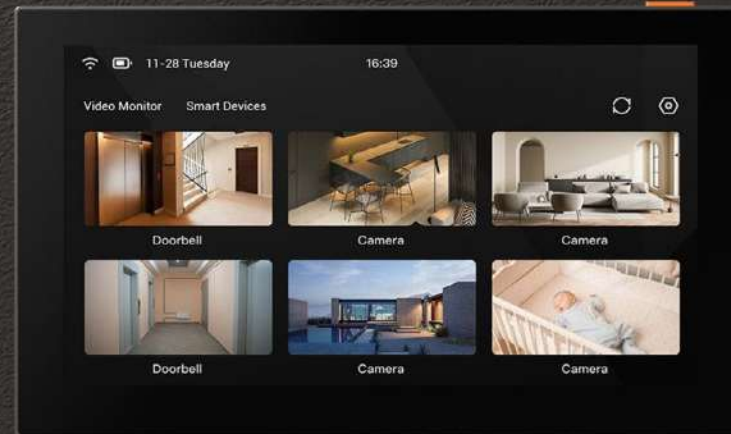 11-28 Tuesday 16:39
Video Monitor Smart Devices
Doorbell Camera Camera
Doorbell Camera Camera